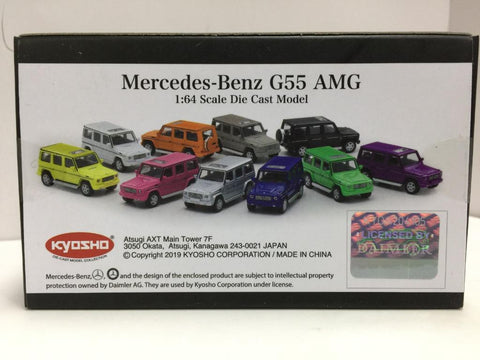 Mercedes-Benz G55 AMG
1:64 Scale Die Cast Model
KYOSHO
DIE-CAST MODEL COLLECTION
Atsugi AXT Main Tower 7F
3050 Okata, Atsugi, Kanagawa 243-0021 JAPAN
©Copyright 2019 KYOSHO CORPORATION / MADE IN CHINA
LICENSED BY
DAIMLER
Mercedes-Benz, and the design of the enclosed product are subject to intellectual property
protection owned by Daimler AG. They are used by Kyosho Corporation under license.